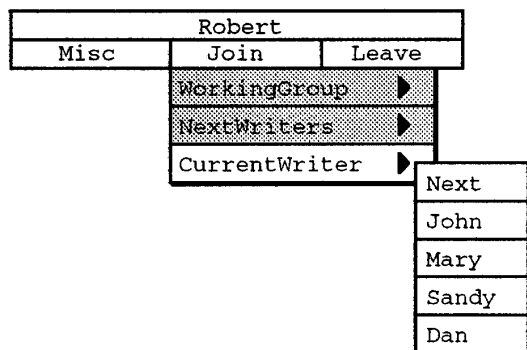 Robert
Misc Join Leave
WorkingGroup
NextWriters
CurrentWriter
Next
John
Mary
Sandy
Dan